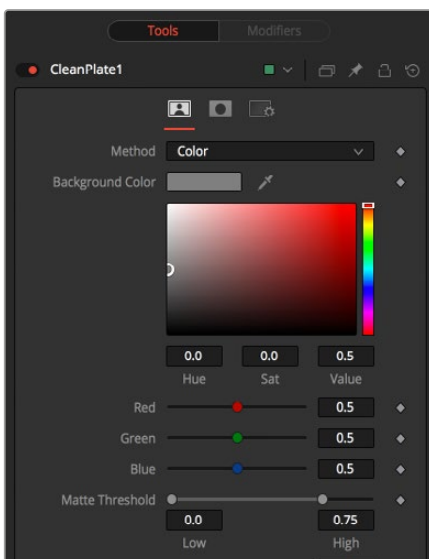 Tools Modifiers
CleanPlate1
Method Color
Background Color
0.0 0.0 0.5
Hue Sat Value
Red 0.5
Green 0.5
Blue 0.5
Matte Threshold
0.0 0.75
Low High